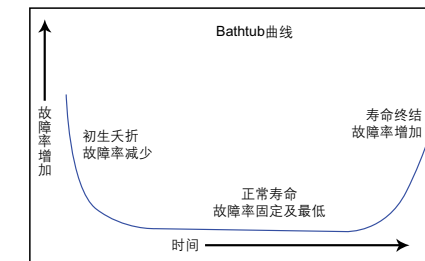 Bathtub曲线
故障率增加
初生夭折
故障率减少
正常寿命
故障率固定及最低
寿命终结
故障率增加
时间